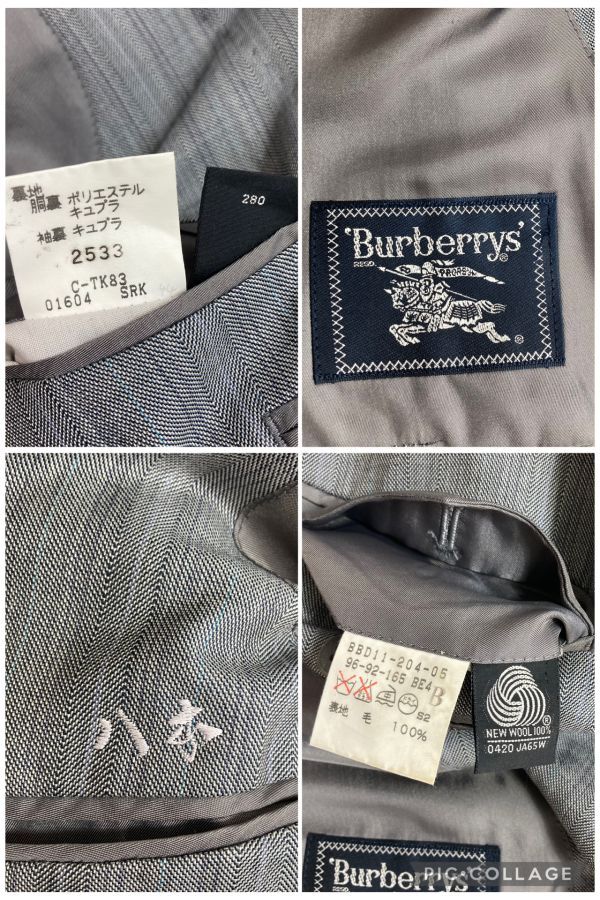 裏地
胴裏 ポリエステル
キュプラ
袖裏 キュプラ
2533
C-TK83
01604 SRK
280
Burberrys'
REGD.
PRORSUM
®
®
八木
BBD11-204-05
96-92-165 BE4
B
52
表地 毛 100%
NEW WOOL 100%
0420 JA65W
®
Burberrys'
PIC•COLLAGE